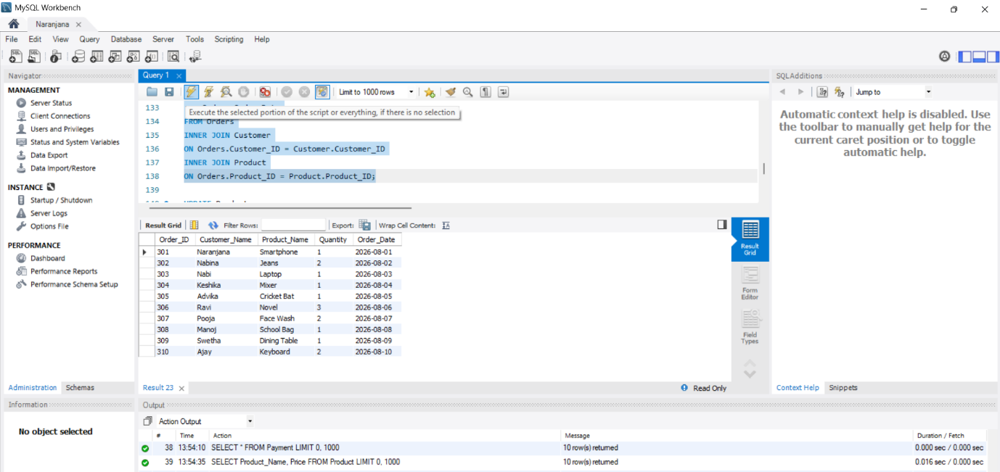 MySQL Workbench
Naranjana
File Edit View Query Database Server Tools Scripting Help
Navigator
MANAGEMENT
Server Status
Client Connections
Users and Privileges
Status and System Variables
Data Export
Data Import/Restore
INSTANCE
Startup / Shutdown
Server Logs
Options File
PERFORMANCE
Dashboard
Performance Reports
Performance Schema Setup
Administration Schemas
Information
No object selected
Query 1
Limit to 1000 rows
133
Execute the selected portion of the script or everything, if there is no selection
134 FROM Orders
135 INNER JOIN Customer
136 ON Orders.Customer_ID = Customer.Customer_ID
137 INNER JOIN Product
138 ON Orders.Product_ID = Product.Product_ID;
139
Result Grid Filter Rows: Export: Wrap Cell Content:
Order_ID Customer_Name Product_Name Quantity Order_Date
301 Naranjana Smartphone 1 2026-08-01
302 Nabina Jeans 2 2026-08-02
303 Nabi Laptop 1 2026-08-03
304 Keshika Mixer 1 2026-08-04
305 Advika Cricket Bat 1 2026-08-05
306 Ravi Novel 3 2026-08-06
307 Pooja Face Wash 2 2026-08-07
308 Manoj School Bag 1 2026-08-08
309 Swetha Dining Table 1 2026-08-09
310 Ajay Keyboard 2 2026-08-10
Result
Grid
Form
Editor
Field
Types
Result 23
Read Only
Output
Action Output
# Time Action Message Duration / Fetch
38 13:54:10 SELECT * FROM Payment LIMIT 0, 1000 10 row(s) returned 0.000 sec / 0.000 sec
39 13:54:35 SELECT Product_Name, Price FROM Product LIMIT 0, 1000 10 row(s) returned 0.016 sec / 0.000 sec
SQLAdditions
Jump to
Automatic context help is disabled. Use
the toolbar to manually get help for the
current caret position or to toggle
automatic help.
Context Help Snippets